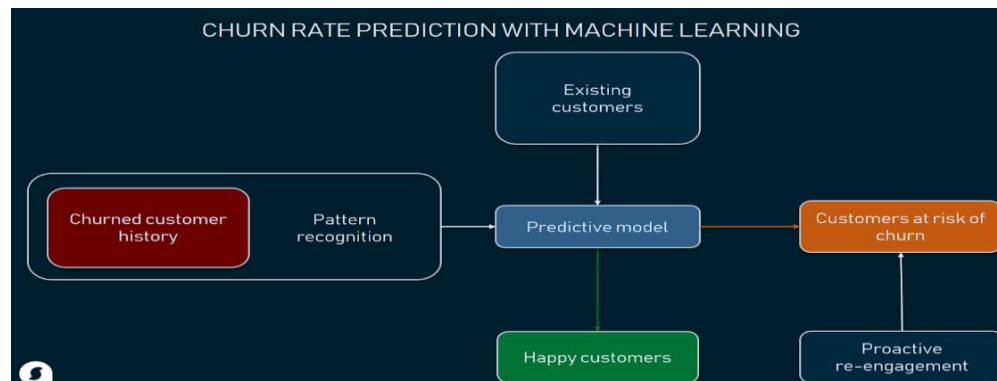 CHURN RATE PREDICTION WITH MACHINE LEARNING
Existing
customers
Churned customer
history
Pattern
recognition
Predictive model
Customers at risk of
churn
Happy customers
Proactive
re-engagement